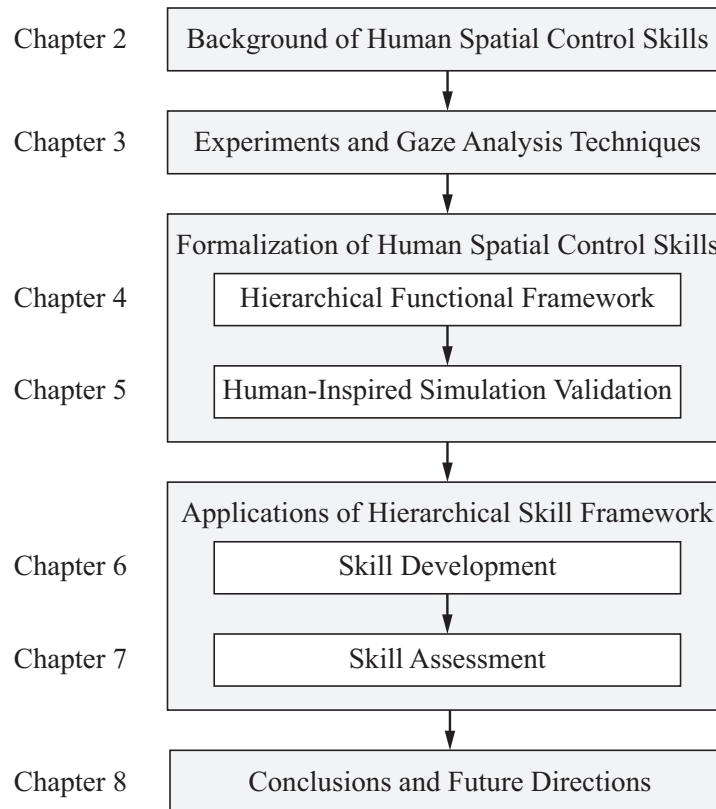 Chapter 2
Background of Human Spatial Control Skills
Chapter 3
Experiments and Gaze Analysis Techniques
Formalization of Human Spatial Control Skills
Chapter 4
Hierarchical Functional Framework
Chapter 5
Human-Inspired Simulation Validation
Applications of Hierarchical Skill Framework
Chapter 6
Skill Development
Chapter 7
Skill Assessment
Chapter 8
Conclusions and Future Directions